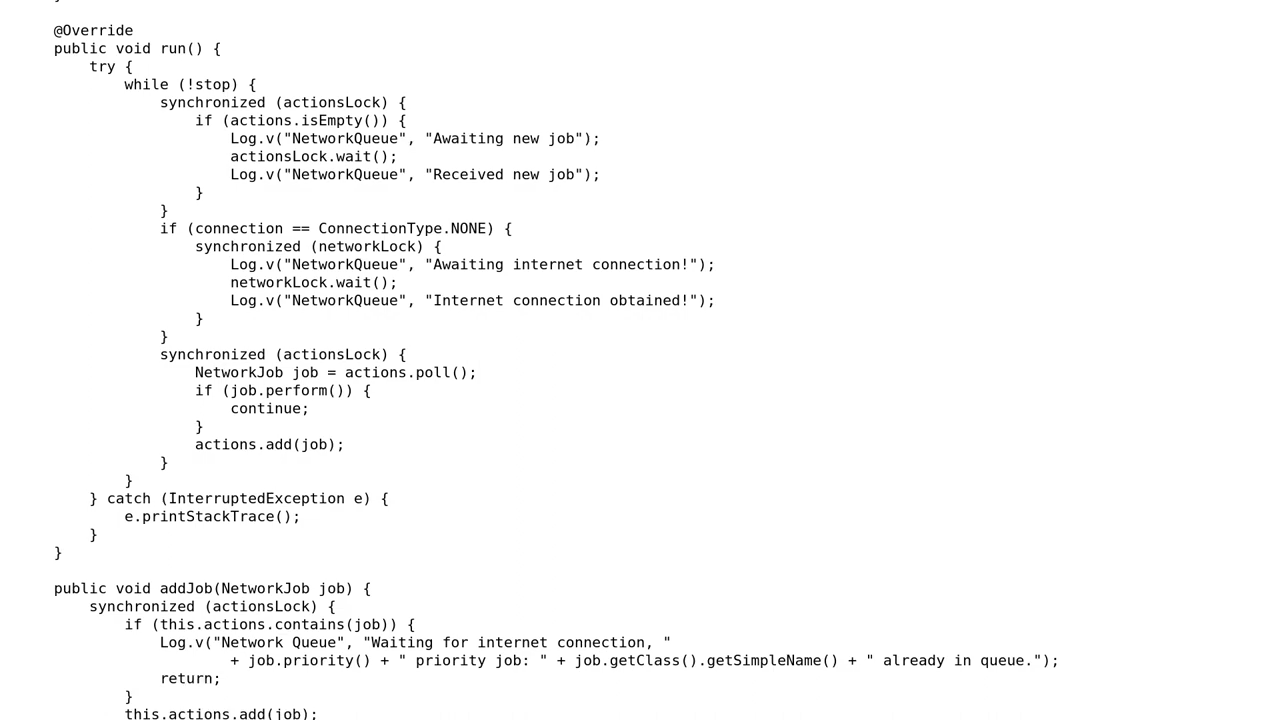 }
@Override
public void run() {
    try {
        while (!stop) {
            synchronized (actionsLock) {
                if (actions.isEmpty()) {
                    Log.v("NetworkQueue", "Awaiting new job");
                    actionsLock.wait();
                    Log.v("NetworkQueue", "Received new job");
                }
            }
            if (connection == ConnectionType.NONE) {
                synchronized (networkLock) {
                    Log.v("NetworkQueue", "Awaiting internet connection!");
                    networkLock.wait();
                    Log.v("NetworkQueue", "Internet connection obtained!");
                }
            }
            synchronized (actionsLock) {
                NetworkJob job = actions.poll();
                if (job.perform()) {
                    continue;
                }
                actions.add(job);
            }
        }
    } catch (InterruptedException e) {
        e.printStackTrace();
    }
}
public void addJob(NetworkJob job) {
    synchronized (actionsLock) {
        if (this.actions.contains(job)) {
            Log.v("Network Queue", "Waiting for internet connection, "
                    + job.priority() + " priority job: " + job.getClass().getSimpleName() + " already in queue.");
            return;
        }
        this.actions.add(job);